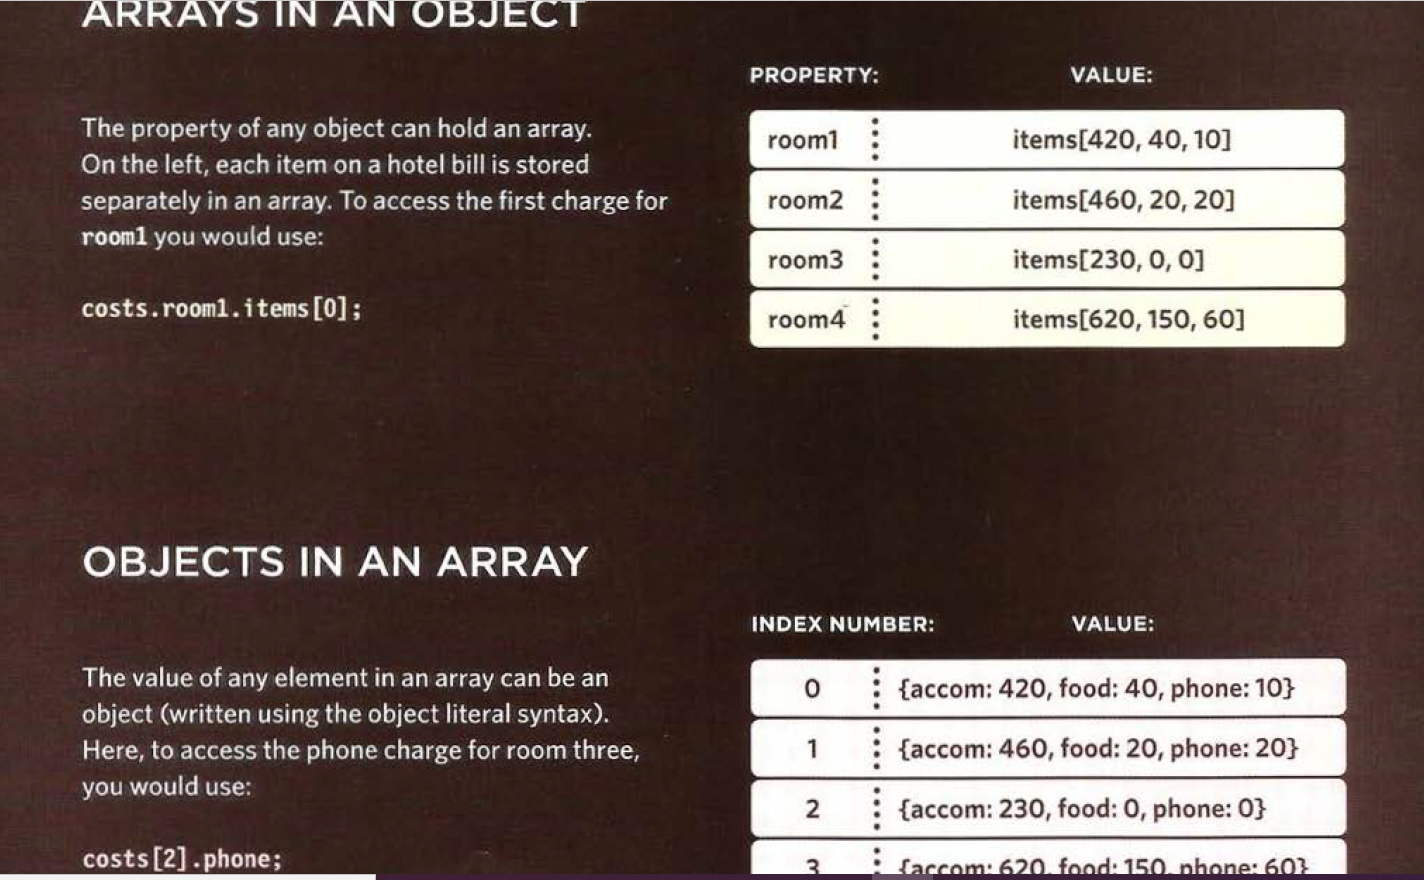 ARRAYS IN AN OBJECT
PROPERTY: VALUE:
The property of any object can hold an array.
On the left, each item on a hotel bill is stored
separately in an array. To access the first charge for
room1 you would use:
costs.room1.items[0];
room1 items[420, 40, 10]
room2 items[460, 20, 20]
room3 items[230, 0, 0]
room4 items[620, 150, 60]
OBJECTS IN AN ARRAY
INDEX NUMBER: VALUE:
The value of any element in an array can be an
object (written using the object literal syntax).
Here, to access the phone charge for room three,
you would use:
costs[2].phone;
0 {accom: 420, food: 40, phone: 10}
1 {accom: 460, food: 20, phone: 20}
2 {accom: 230, food: 0, phone: 0}
3 {accom: 620, food: 150, phone: 60}